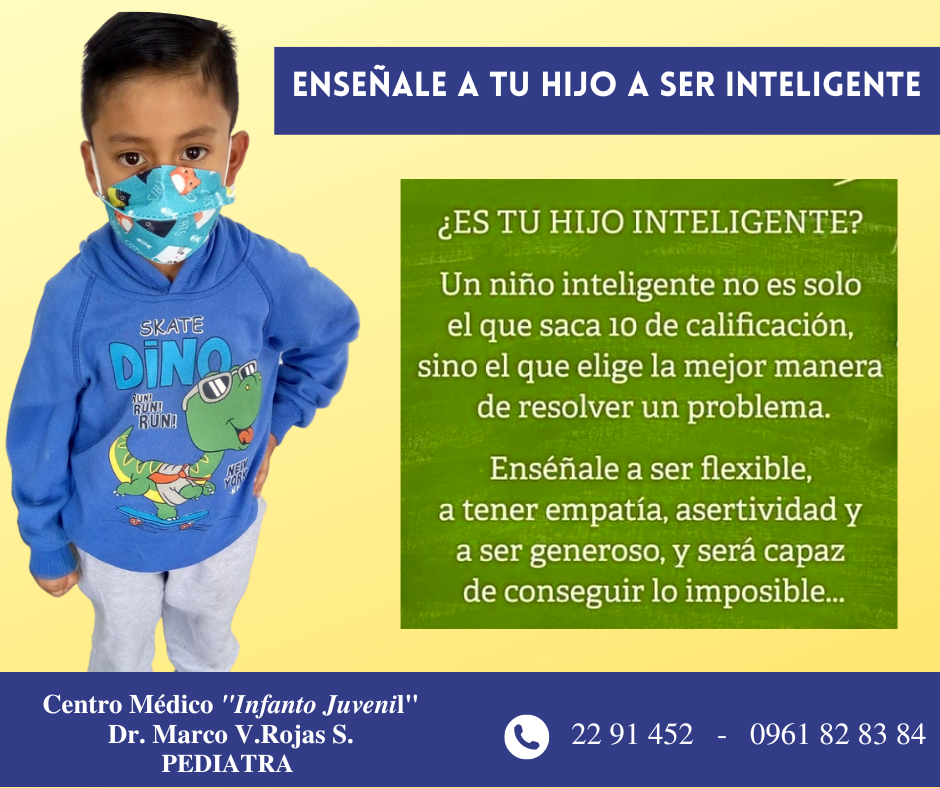 ENSEÑALE A TU HIJO A SER INTELIGENTE
¿ES TU HIJO INTELIGENTE?
Un niño inteligente no es solo
el que saca 10 de calificación,
sino el que elige la mejor manera
de resolver un problema.
Enséñale a ser flexible,
a tener empatía, asertividad y
a ser generoso, y será capaz
de conseguir lo imposible...
SKATE
DiNO
RUN!
RUN!
RUN!
NEW
YORK
NY
Centro Médico "Infanto Juvenil"
Dr. Marco V.Rojas S.
PEDIATRA
22 91 452 - 0961 82 83 84